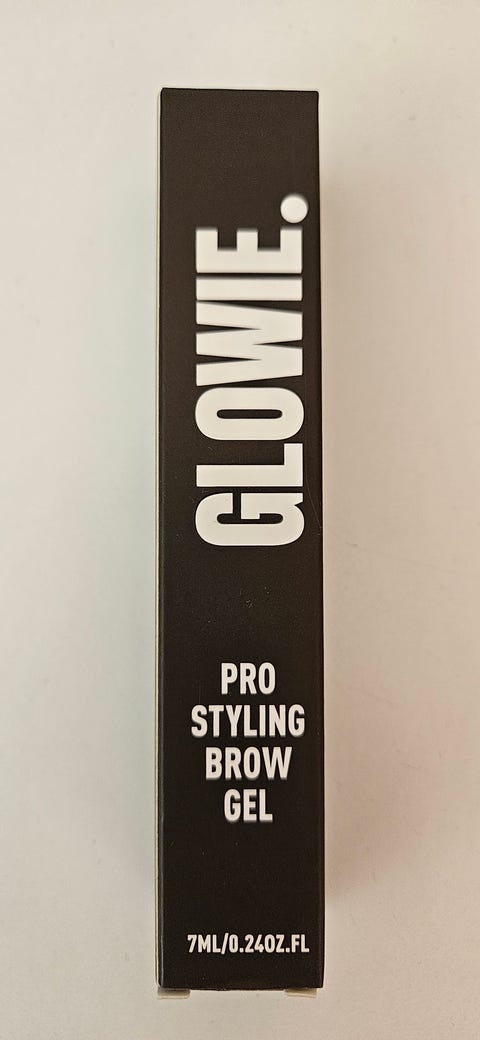 GLOWIE.
PRO
STYLING
BROW
GEL
7ML/0.24OZ.FL